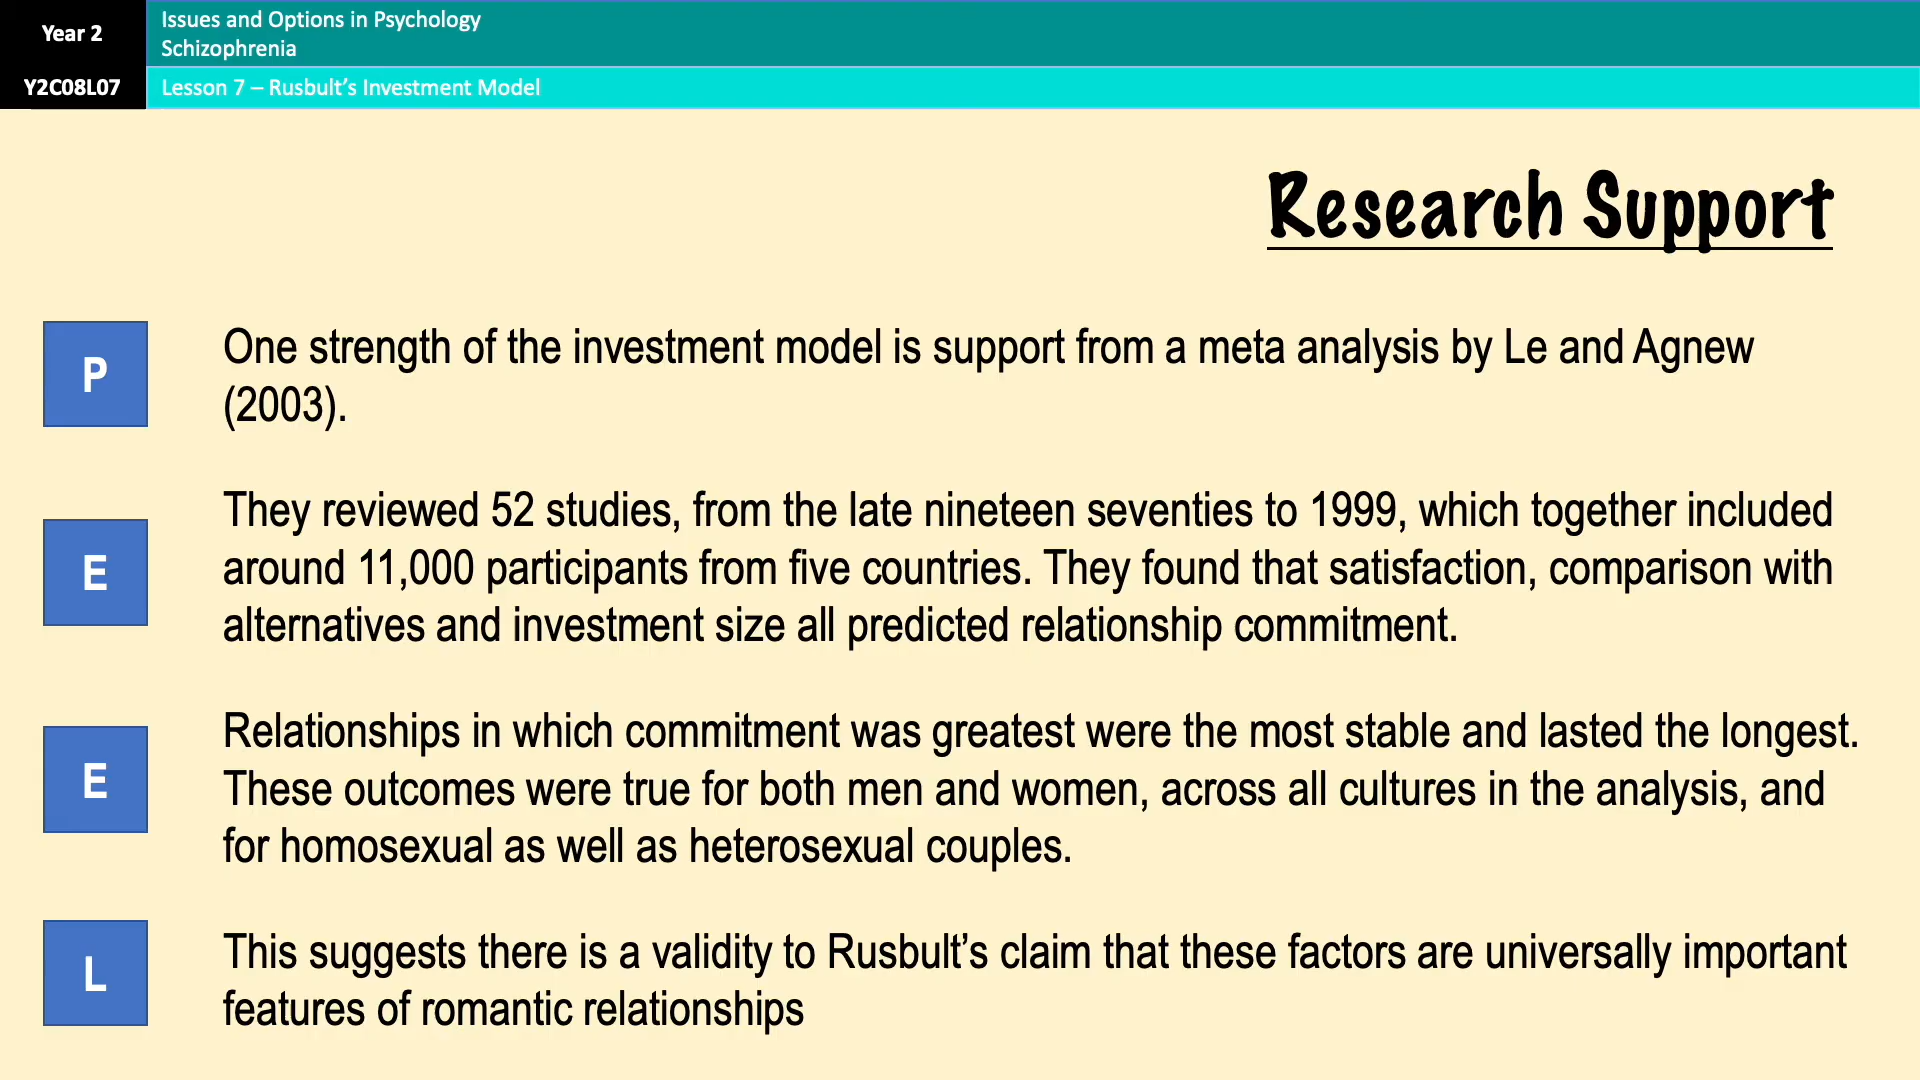 Year 2
Issues and Options in Psychology
Schizophrenia
Y2C08L07
Lesson 7 – Rusbult's Investment Model
Research Support
P
One strength of the investment model is support from a meta analysis by Le and Agnew
(2003).
E
They reviewed 52 studies, from the late nineteen seventies to 1999, which together included
around 11,000 participants from five countries. They found that satisfaction, comparison with
alternatives and investment size all predicted relationship commitment.
E
Relationships in which commitment was greatest were the most stable and lasted the longest.
These outcomes were true for both men and women, across all cultures in the analysis, and
for homosexual as well as heterosexual couples.
L
This suggests there is a validity to Rusbult's claim that these factors are universally important
features of romantic relationships